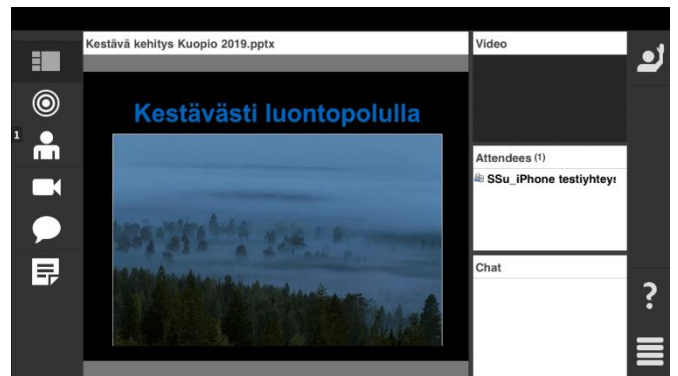 Kestävä kehitys Kuopio 2019.pptx
Kestävästi luontopolulla
1
Video
Attendees (1)
SSu_iPhone testiyhteys
Chat
?